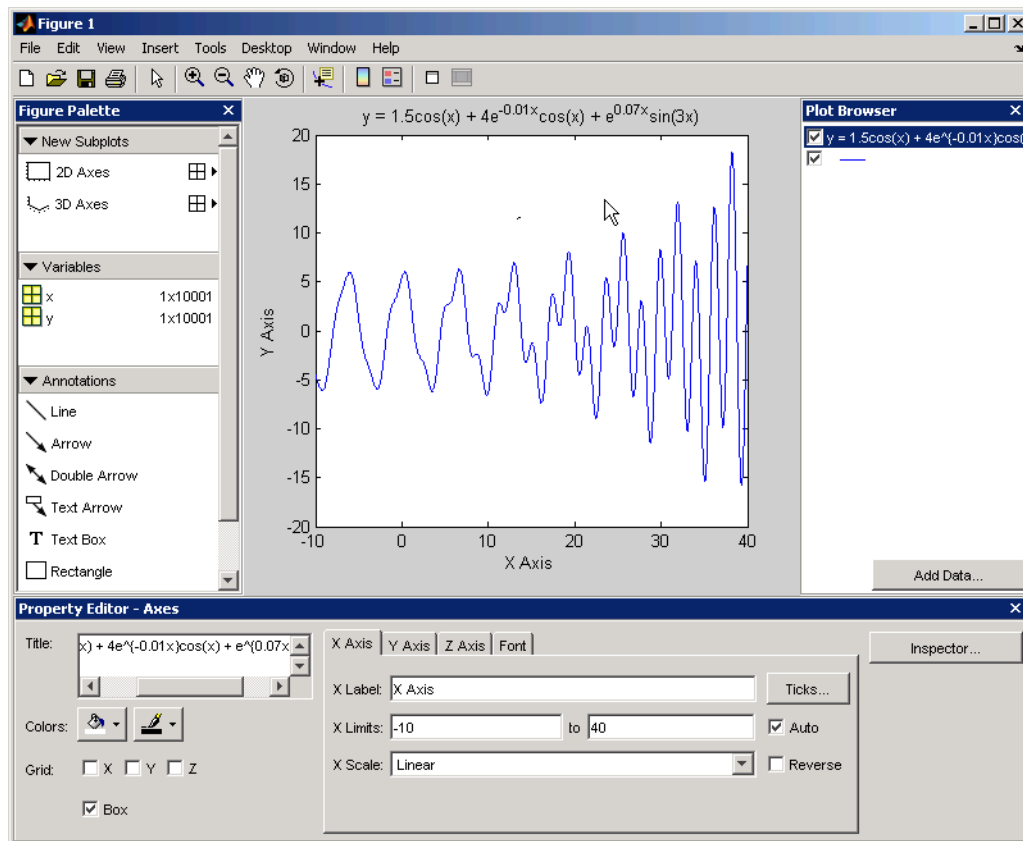 Figure 1
File Edit View Insert Tools Desktop Window Help
Figure Palette
New Subplots
2D Axes
3D Axes
Variables
x 1x10001
y 1x10001
Annotations
Line
Arrow
Double Arrow
Text Arrow
T Text Box
Rectangle
y = 1.5cos(x) + 4e^-0.01x cos(x) + e^0.07x sin(3x)
20
15
10
5
0
-5
-10
-15
-20
Y Axis
-10 0 10 20 30 40
X Axis
Plot Browser
y = 1.5cos(x) + 4e^{-0.01x}cos(
Add Data...
Property Editor - Axes
Title: x) + 4e^{-0.01x}cos(x) + e^{0.07x
Colors:
Grid: X Y Z
Box
X Axis Y Axis Z Axis Font
X Label: X Axis Ticks...
X Limits: -10 to 40 Auto
X Scale: Linear Reverse
Inspector...